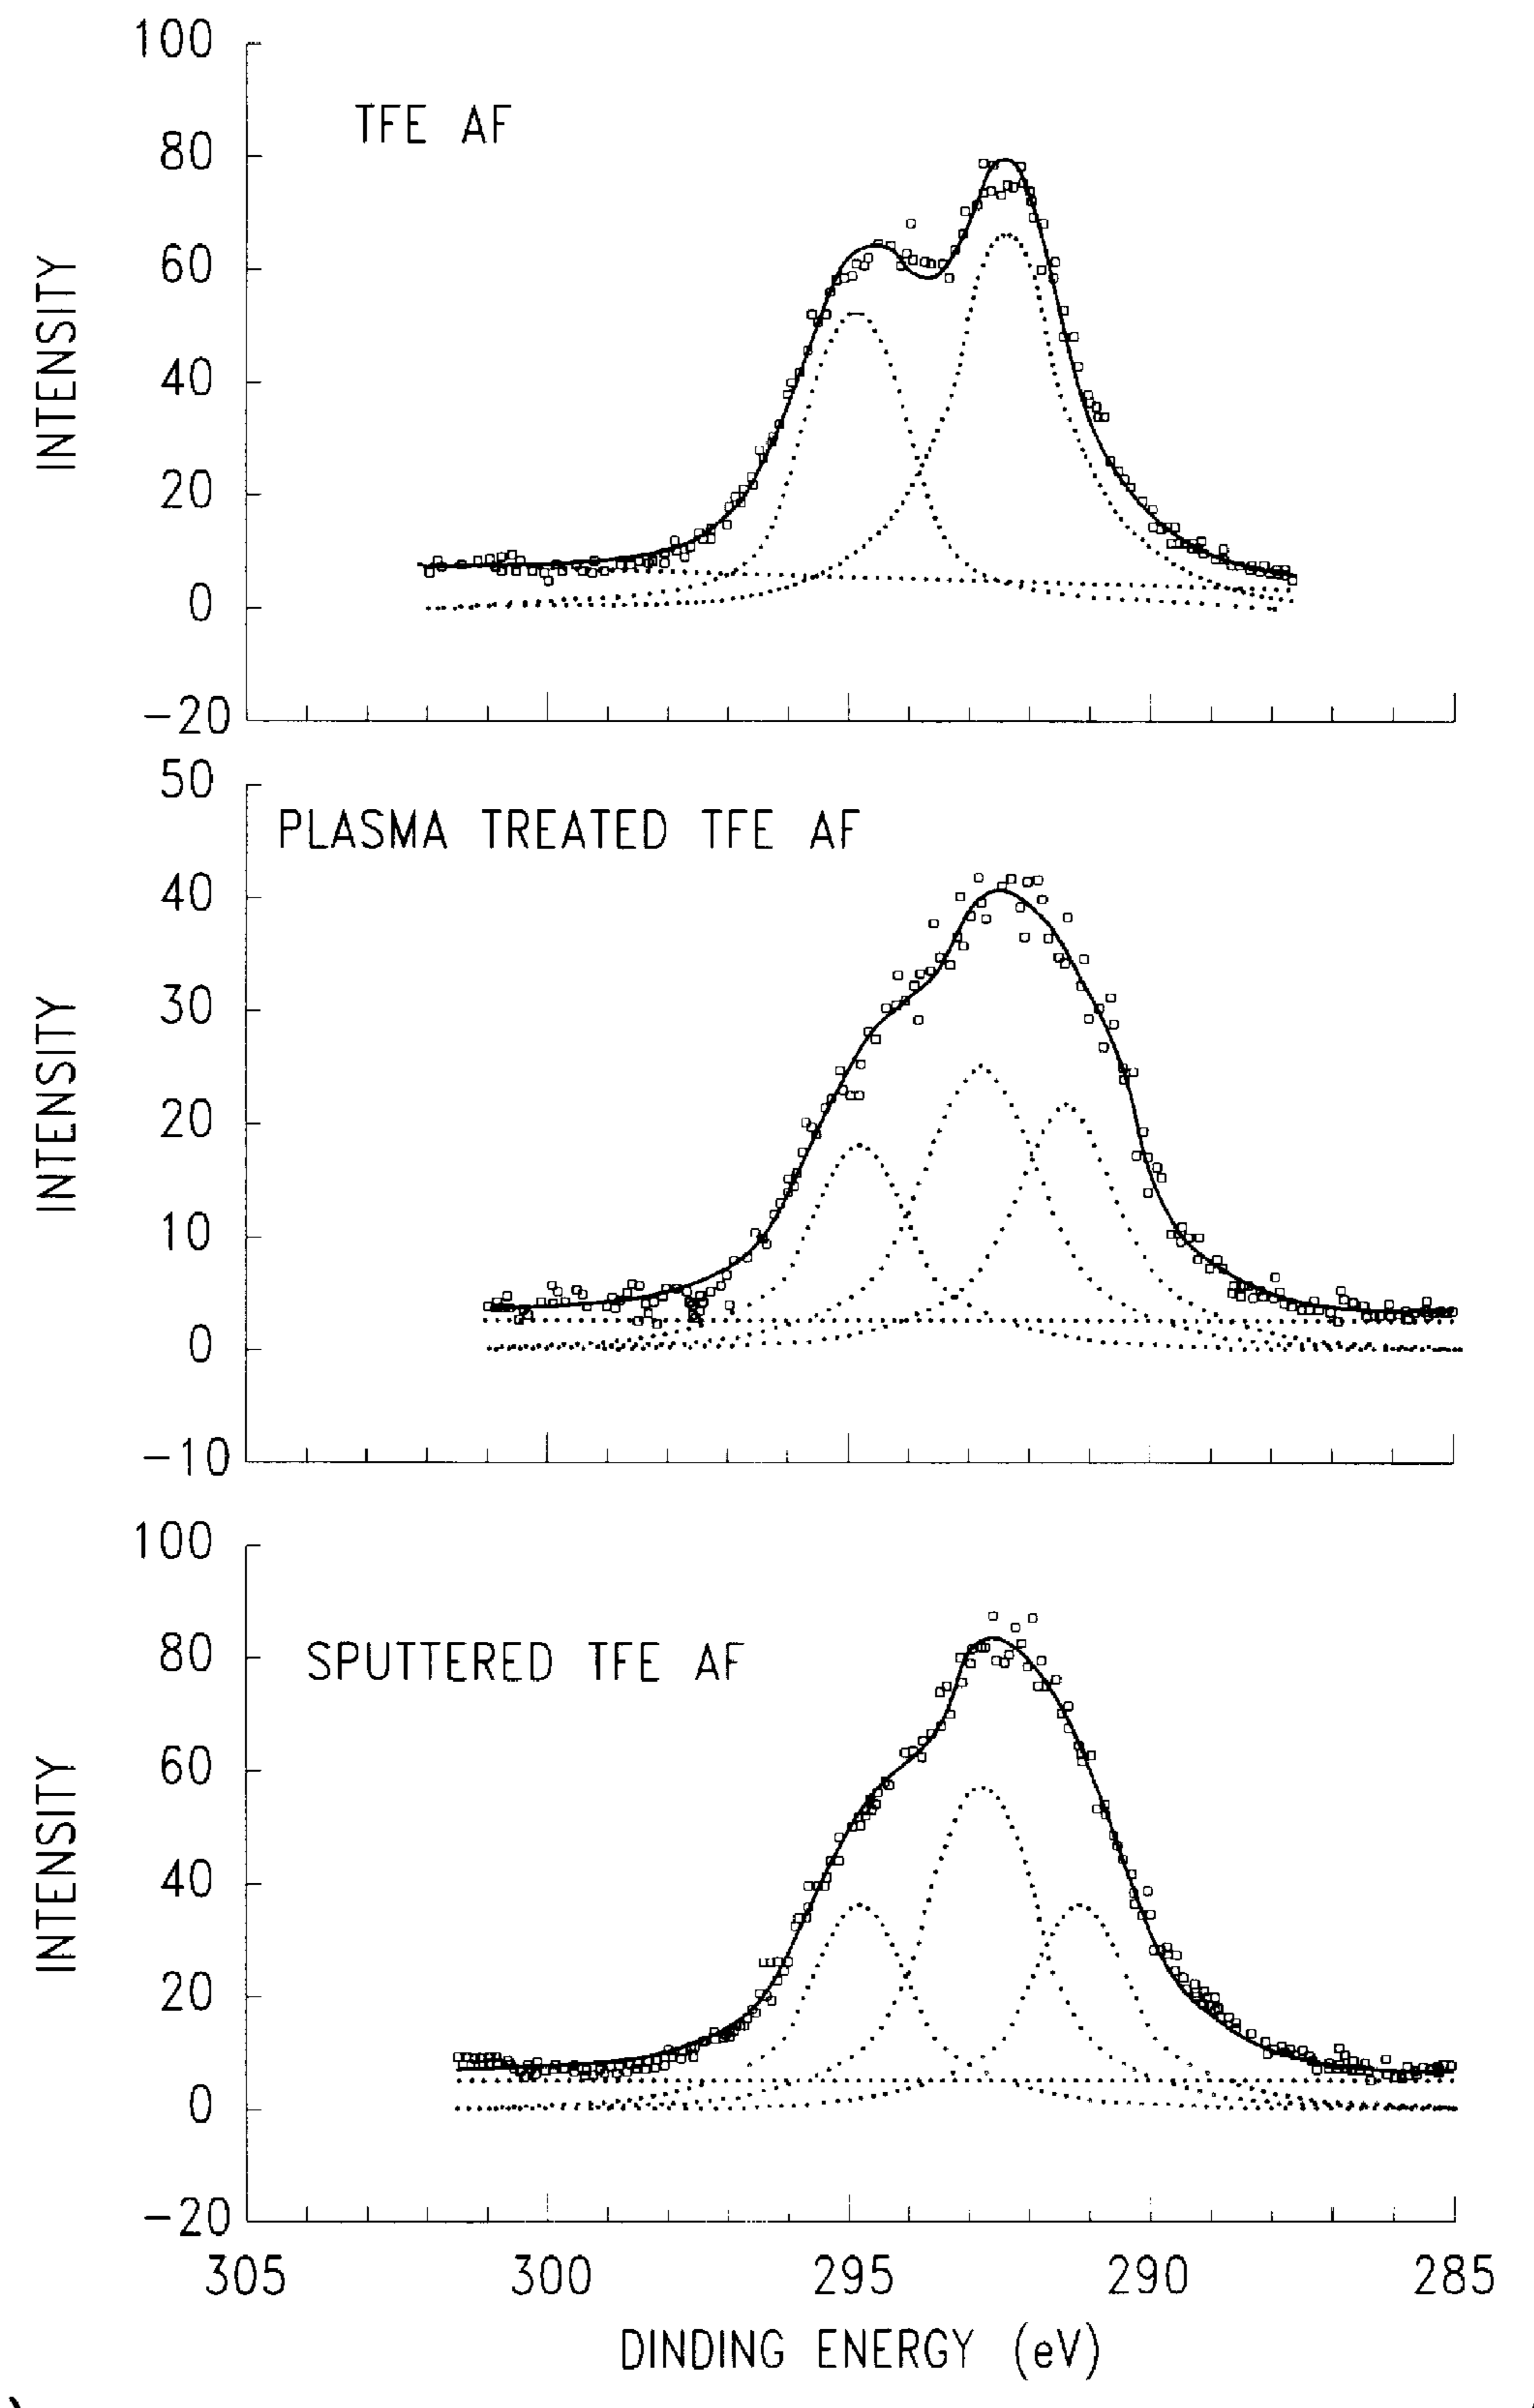 100
TFE AF
80
60
40
20
0
−20
INTENSITY
50
PLASMA TREATED TFE AF
40
30
20
10
0
−10
INTENSITY
100
SPUTTERED TFE AF
80
60
40
20
0
−20
INTENSITY
305 300 295 290 285
DINDING ENERGY (eV)